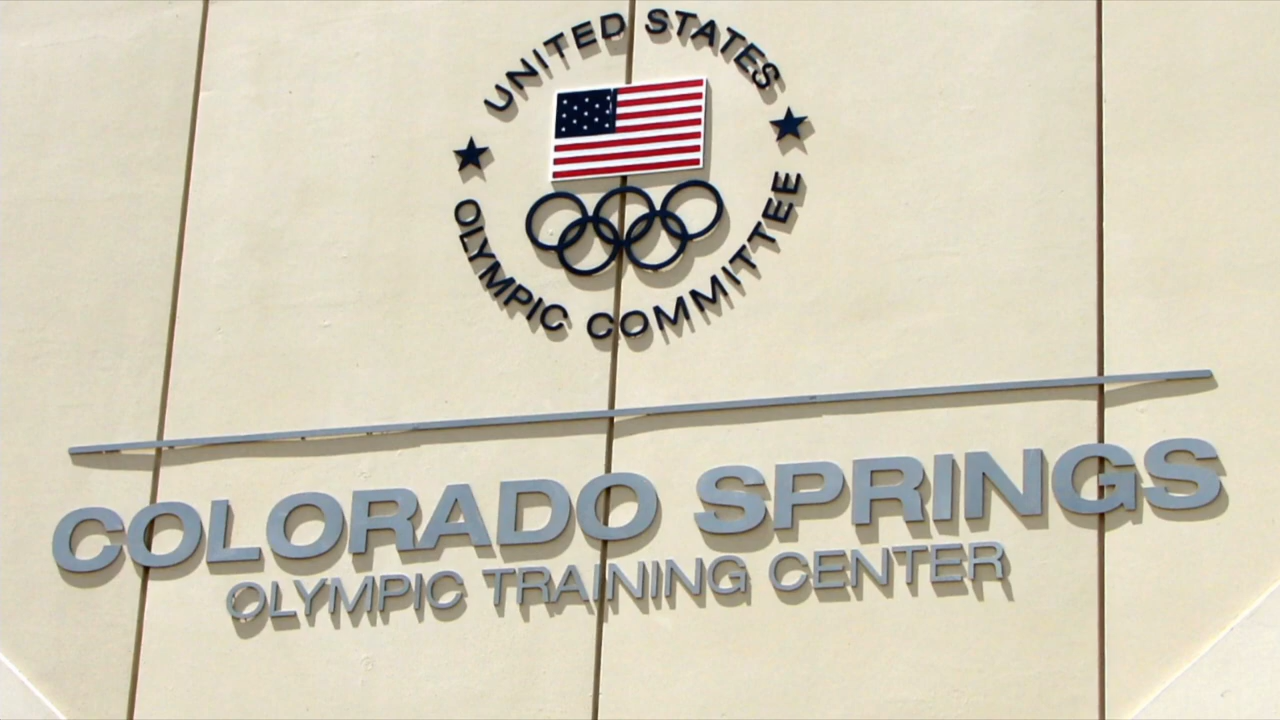 UNITED STATES
OLYMPIC COMMITTEE
COLORADO SPRINGS
OLYMPIC TRAINING CENTER